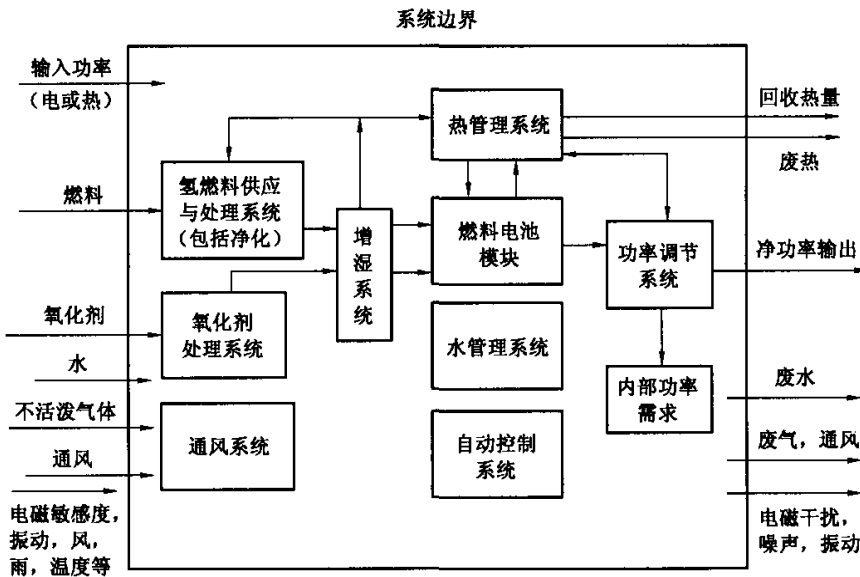 系统边界
输入功率
（电或热）
燃料
氧化剂
水
不活泼气体
通风
电磁敏感度，
振动，风，
雨，温度等
氢燃料供应
与处理系统
（包括净化）
氧化剂
处理系统
通风系统
增
湿
系
统
热管理系统
燃料电池
模块
水管理系统
自动控制
系统
功率调节
系统
内部功率
需求
回收热量
废热
净功率输出
废水
废气，通风
电磁干扰，
噪声，振动